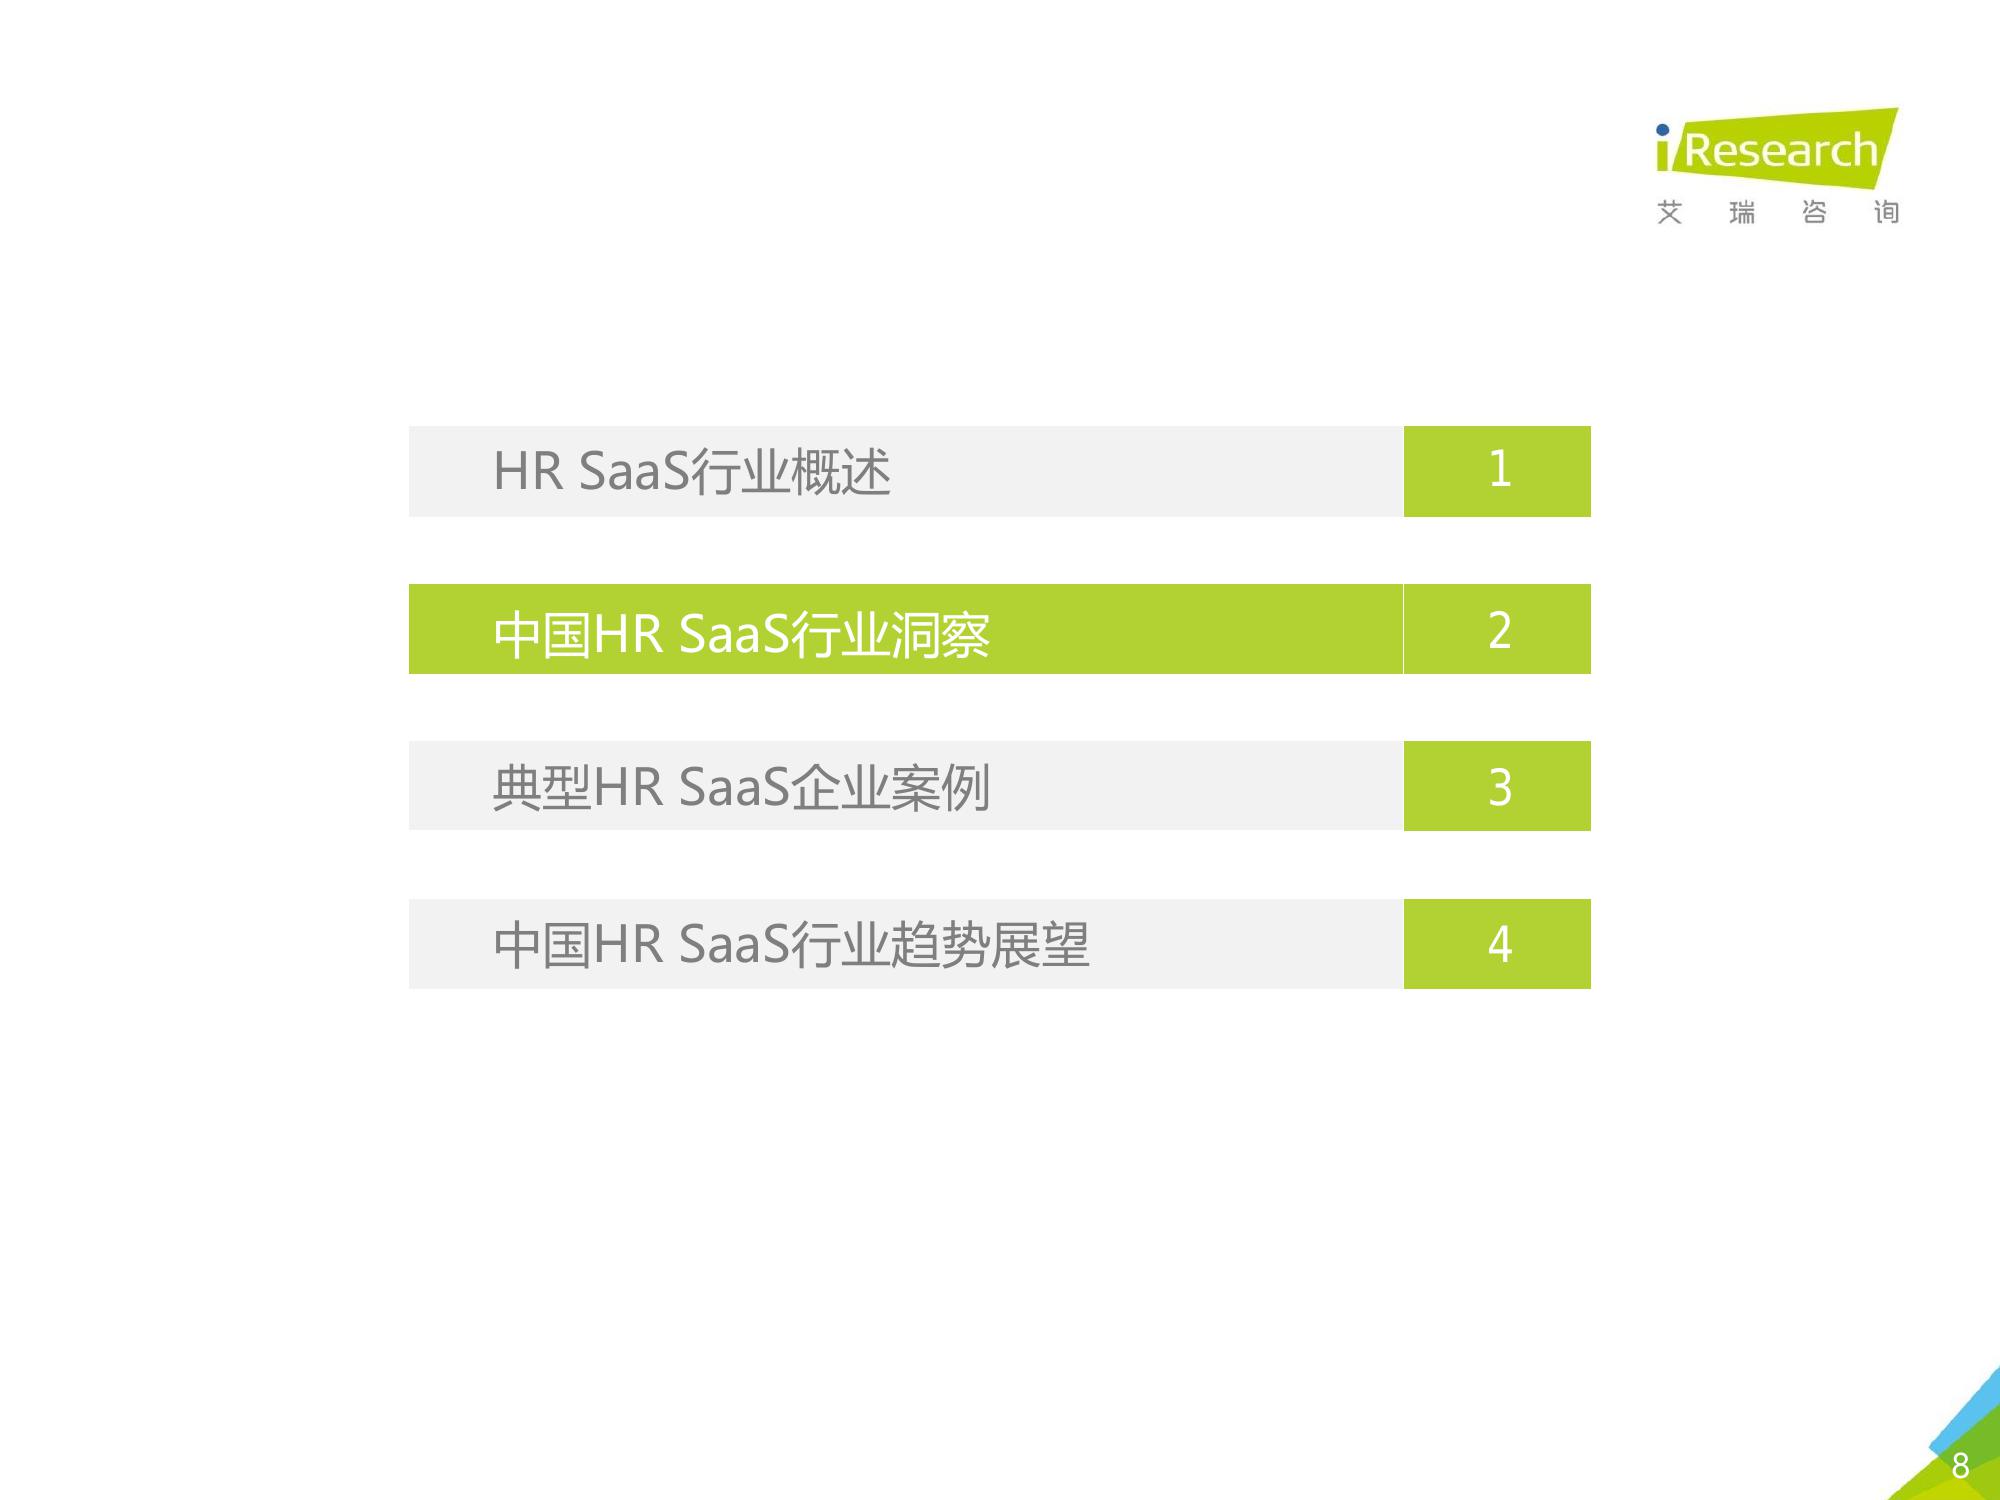 iResearch
艾瑞咨询
HR SaaS行业概述 1
中国HR SaaS行业洞察 2
典型HR SaaS企业案例 3
中国HR SaaS行业趋势展望 4
8